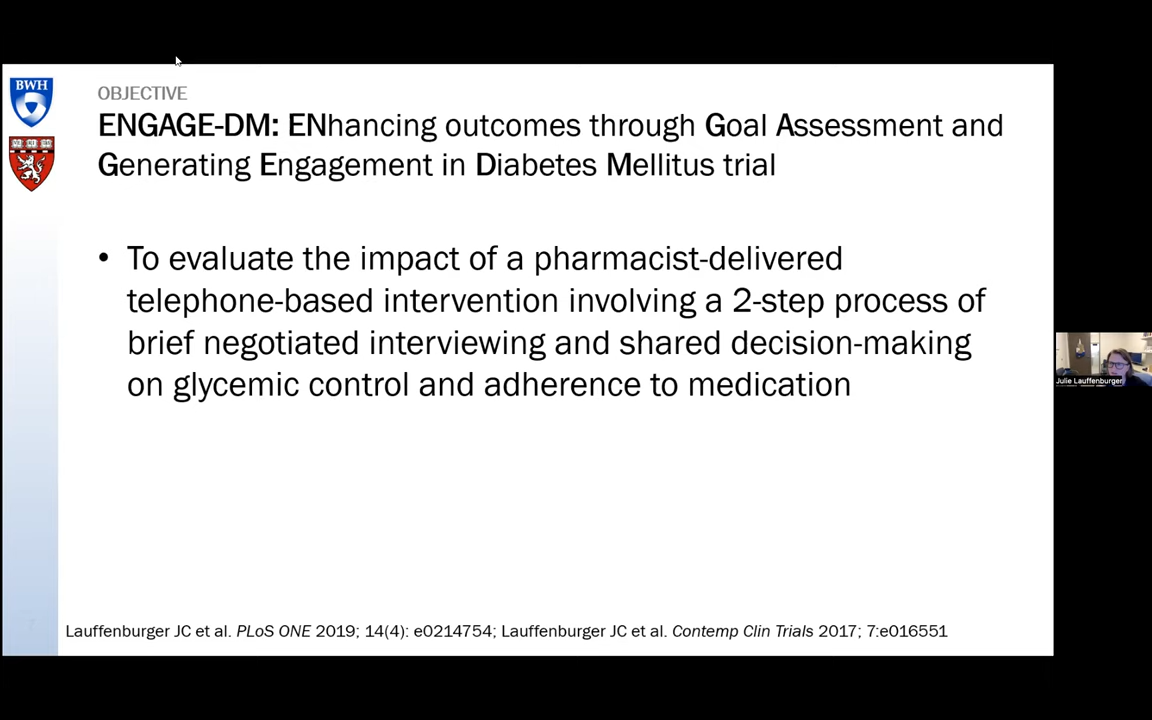 BWH
OBJECTIVE
ENGAGE-DM: ENhancing outcomes through Goal Assessment and
Generating Engagement in Diabetes Mellitus trial
• To evaluate the impact of a pharmacist-delivered
telephone-based intervention involving a 2-step process of
brief negotiated interviewing and shared decision-making
on glycemic control and adherence to medication
Julie Lauffenburger
Lauffenburger JC et al. PLoS ONE 2019; 14(4): e0214754; Lauffenburger JC et al. Contemp Clin Trials 2017; 7:e016551